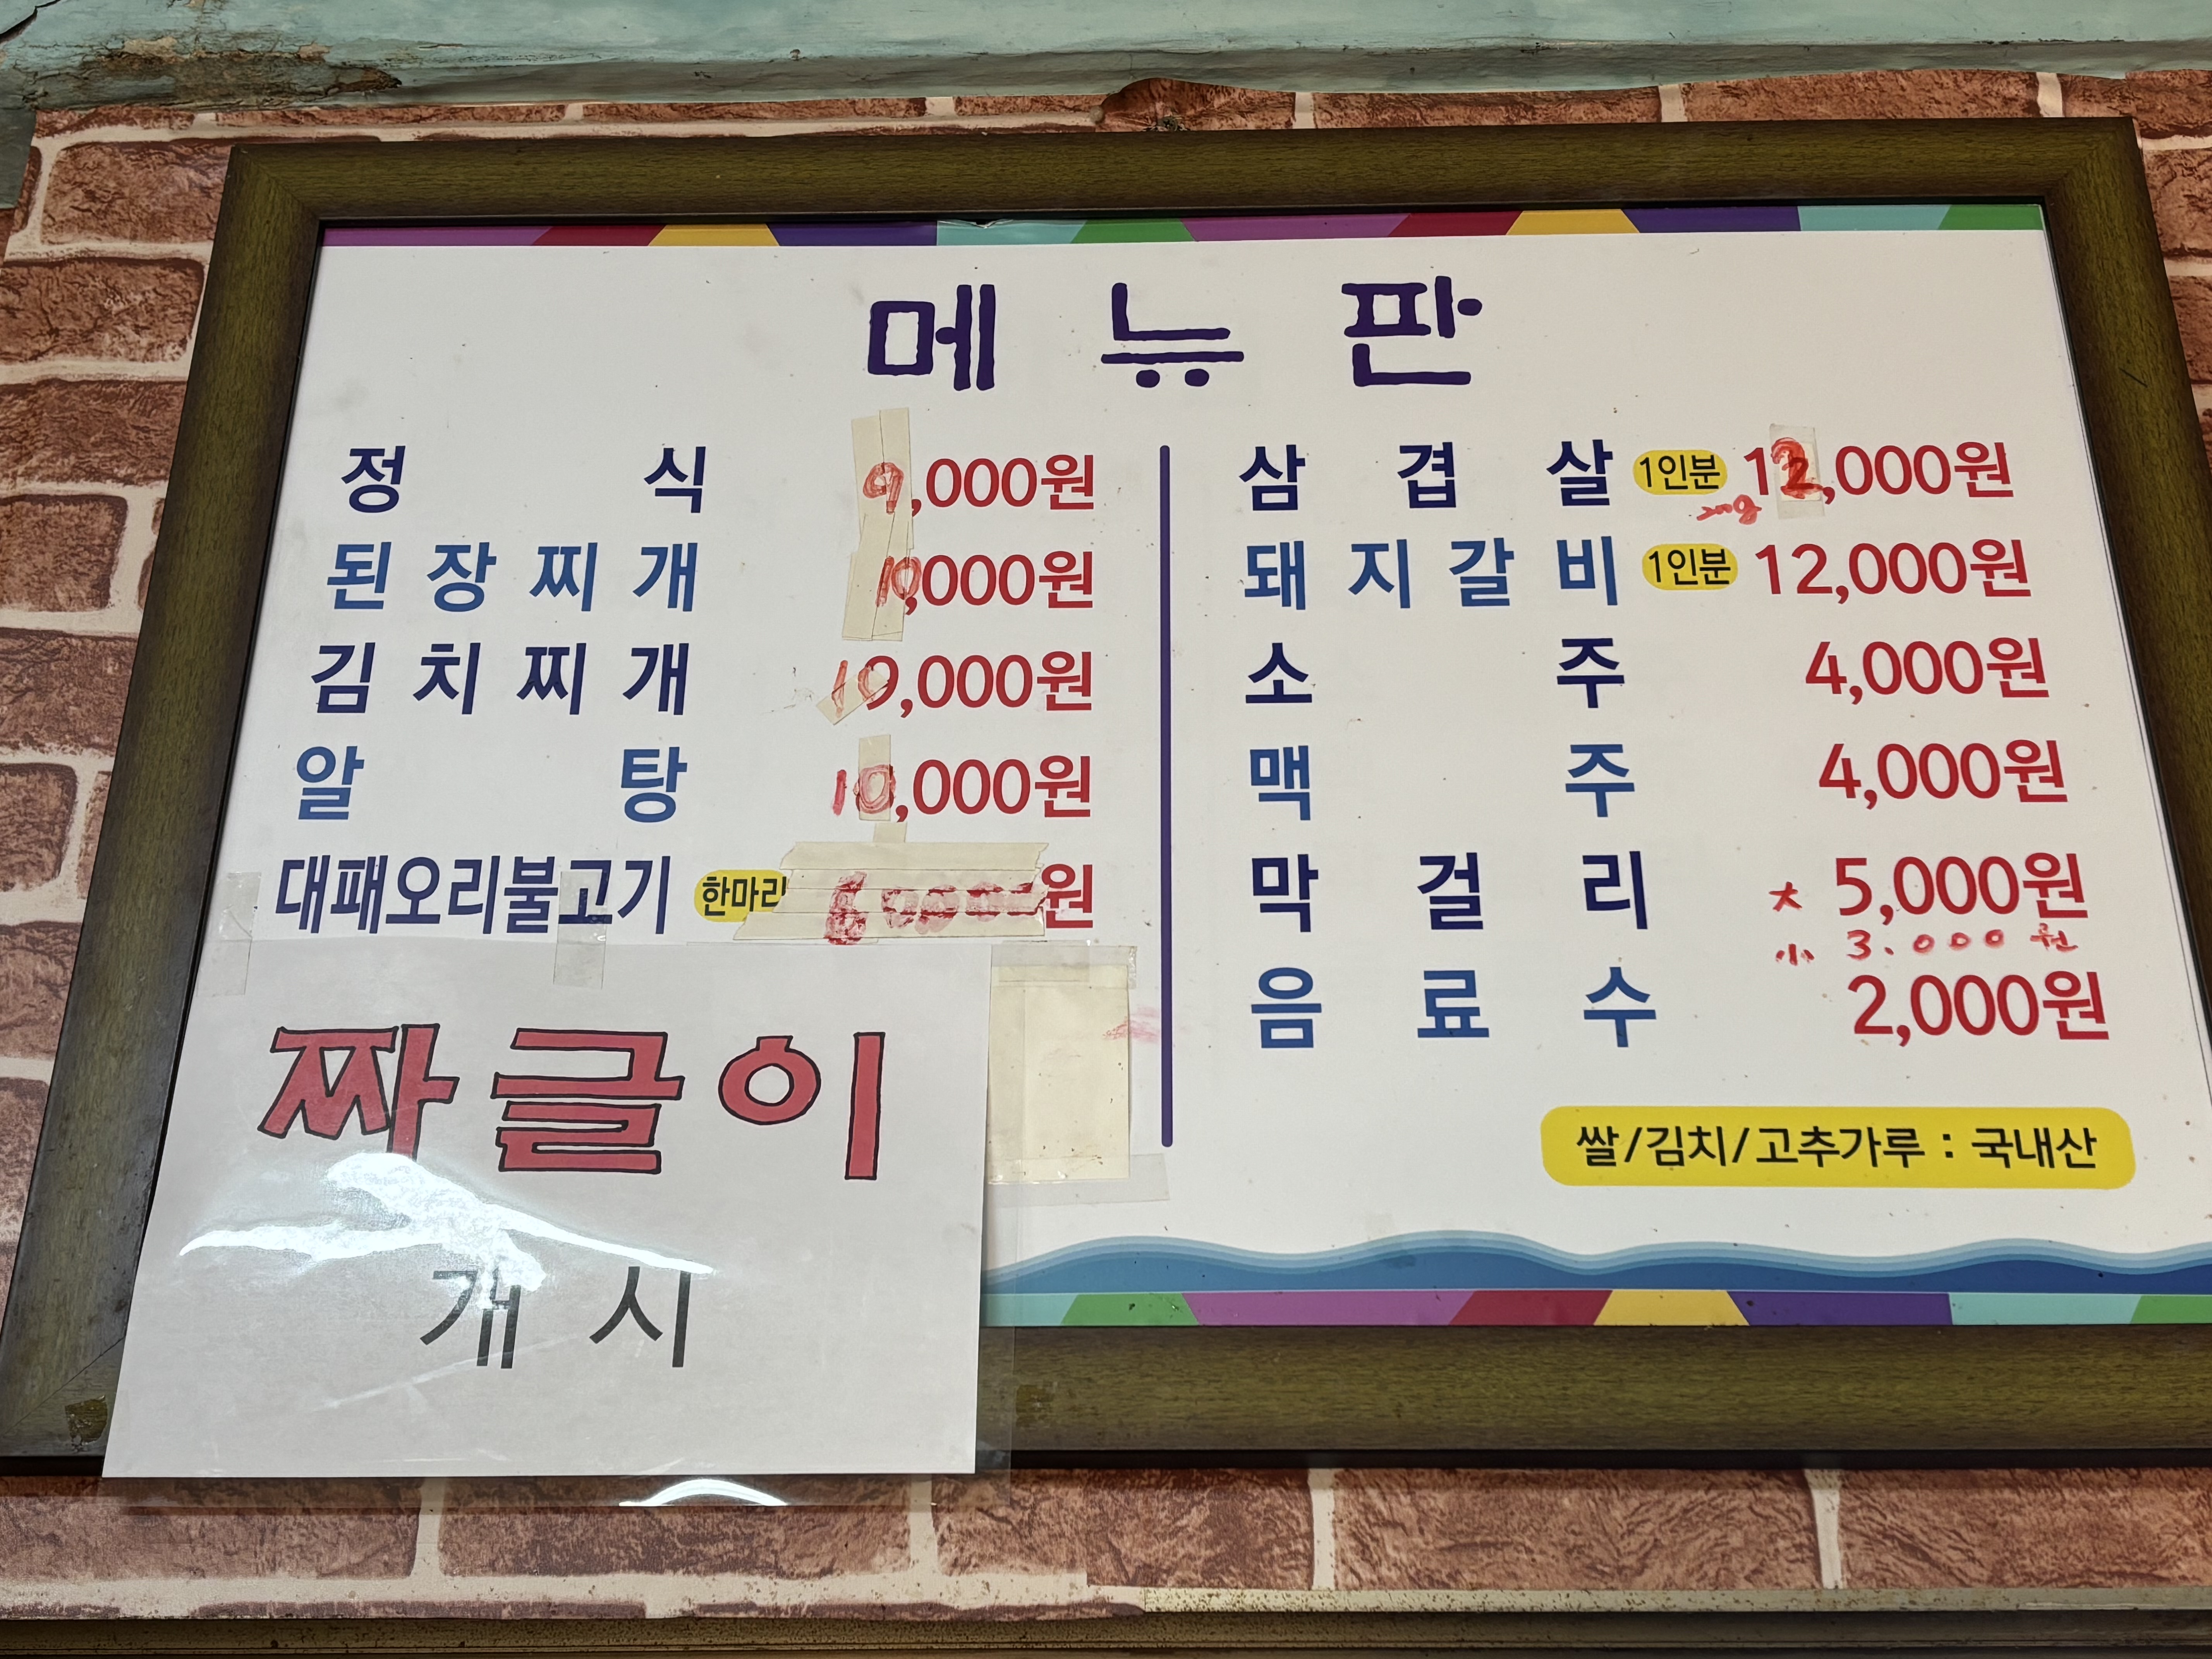 메뉴판
정식 9,000원
된장찌개 10,000원
김치찌개 10,000원
알탕 10,000원
대패오리불고기 한마리 60000원
짜글이
개시
삼겹살 1인분 12,000원
돼지갈비 1인분 12,000원
소주 4,000원
맥주 4,000원
막걸리 大 5,000원
小 3.000원
음료수 2,000원
쌀/김치/고추가루 : 국내산